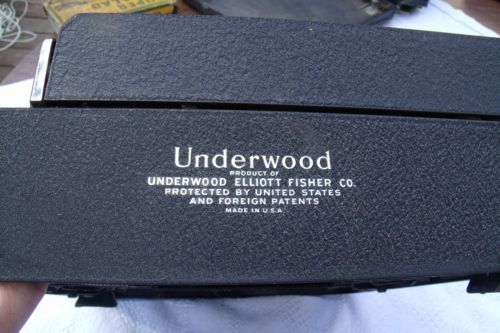 Underwood
PRODUCT OF
UNDERWOOD ELLIOTT FISHER CO.
PROTECTED BY UNITED STATES
AND FOREIGN PATENTS
MADE IN U.S.A.